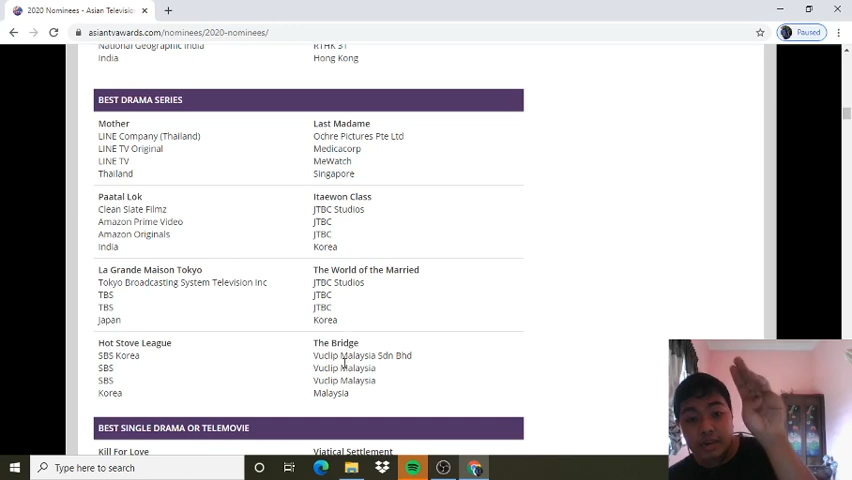 2020 Nominees - Asian Televisio
asiantvawards.com/nominees/2020-nominees/
Paused
National Geographic India
RTHK 31
India
Hong Kong
BEST DRAMA SERIES
Mother
Last Madame
LINE Company (Thailand)
Ochre Pictures Pte Ltd
LINE TV Original
Medicacorp
LINE TV
MeWatch
Thailand
Singapore
Paatal Lok
Itaewon Class
Clean Slate Filmz
JTBC Studios
Amazon Prime Video
JTBC
Amazon Originals
JTBC
India
Korea
La Grande Maison Tokyo
The World of the Married
Tokyo Broadcasting System Television Inc
JTBC Studios
TBS
JTBC
TBS
JTBC
Japan
Korea
Hot Stove League
The Bridge
SBS Korea
Vuclip Malaysia Sdn Bhd
SBS
Vuclip Malaysia
SBS
Vuclip Malaysia
Korea
Malaysia
BEST SINGLE DRAMA OR TELEMOVIE
Kill For Love
Viatical Settlement
Type here to search